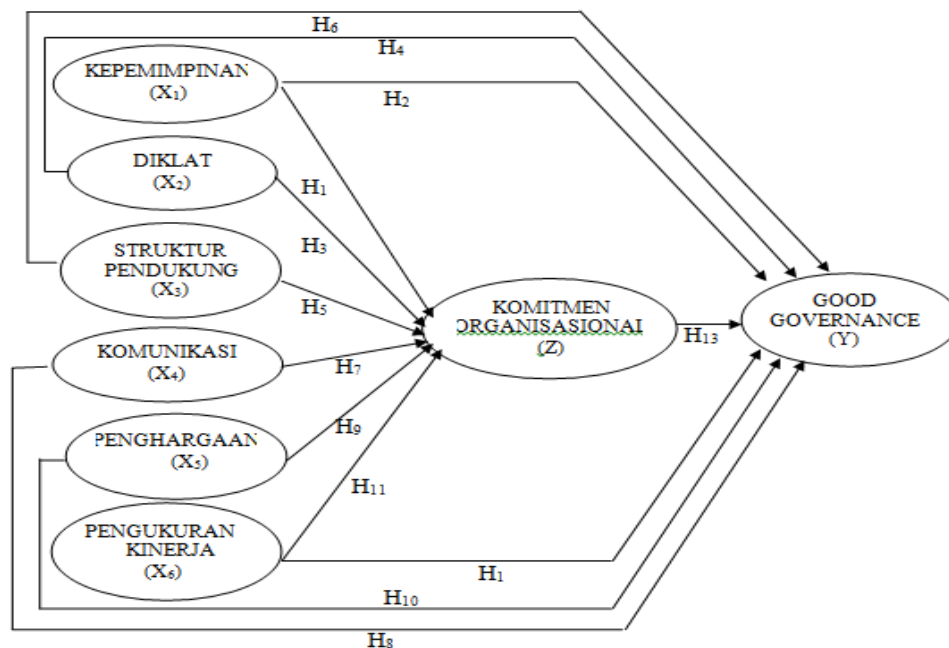 H₆
H₄
KEPEMIMPINAN
(X₁)
H₂
DIKLAT
(X₂)
H₁
STRUKTUR
PENDUKUNG
(X₃)
H₃
H₅
KOMITMEN
ORGANISASIONAL
(Z)
H₁₃
GOOD
GOVERNANCE
(Y)
KOMUNIKASI
(X₄)
H₇
PENGHARGAAN
(X₅)
H₉
H₁₁
PENGUKURAN
KINERJA
(X₆)
H₁
H₁₀
H₈